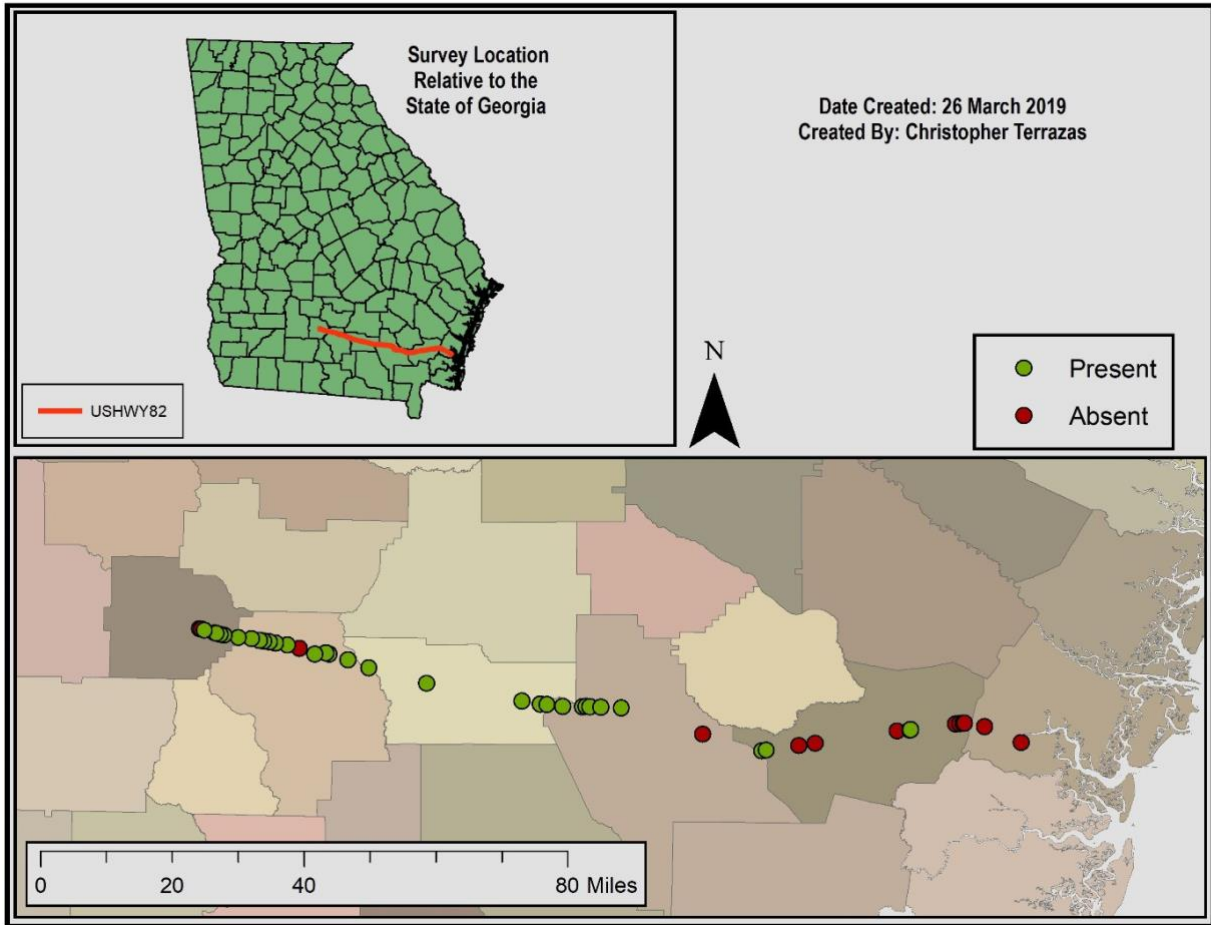 Survey Location
Relative to the
State of Georgia
Date Created: 26 March 2019
Created By: Christopher Terrazas
USHWY82
N
Present
Absent
0 20 40 80 Miles